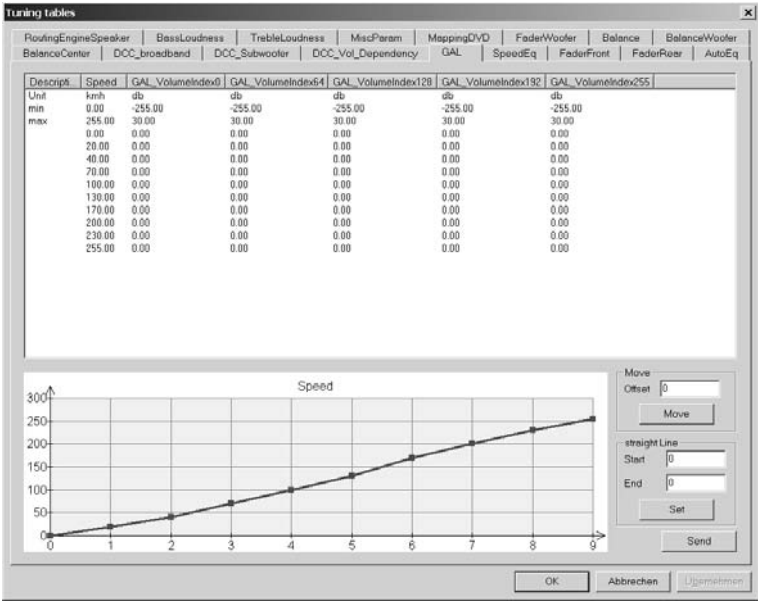 Tuning tables
RoutingEngineSpeaker BassLoudness TrebleLoudness MiscParam MappingDVD FaderWoofer Balance BalanceWoofer
BalanceCenter DCC_broadband DCC_Subwoofer DCC_Vol_Dependency GAL SpeedEq FaderFront FaderRear AutoEq
Descripti... Speed GAL_VolumeIndex0 GAL_VolumeIndex64 GAL_VolumeIndex128 GAL_VolumeIndex192 GAL_VolumeIndex255
Unit kmh db db db db db
min 0.00 -255.00 -255.00 -255.00 -255.00 -255.00
max 255.00 30.00 30.00 30.00 30.00 30.00
0.00 0.00 0.00 0.00 0.00 0.00
20.00 0.00 0.00 0.00 0.00 0.00
40.00 0.00 0.00 0.00 0.00 0.00
70.00 0.00 0.00 0.00 0.00 0.00
100.00 0.00 0.00 0.00 0.00 0.00
130.00 0.00 0.00 0.00 0.00 0.00
170.00 0.00 0.00 0.00 0.00 0.00
200.00 0.00 0.00 0.00 0.00 0.00
230.00 0.00 0.00 0.00 0.00 0.00
255.00 0.00 0.00 0.00 0.00 0.00
Speed
300
250
200
150
100
50
0
0 1 2 3 4 5 6 7 8 9
Move
Offset 0
Move
straight Line
Start 0
End 0
Set
Send
OK Abbrechen Übernehmen